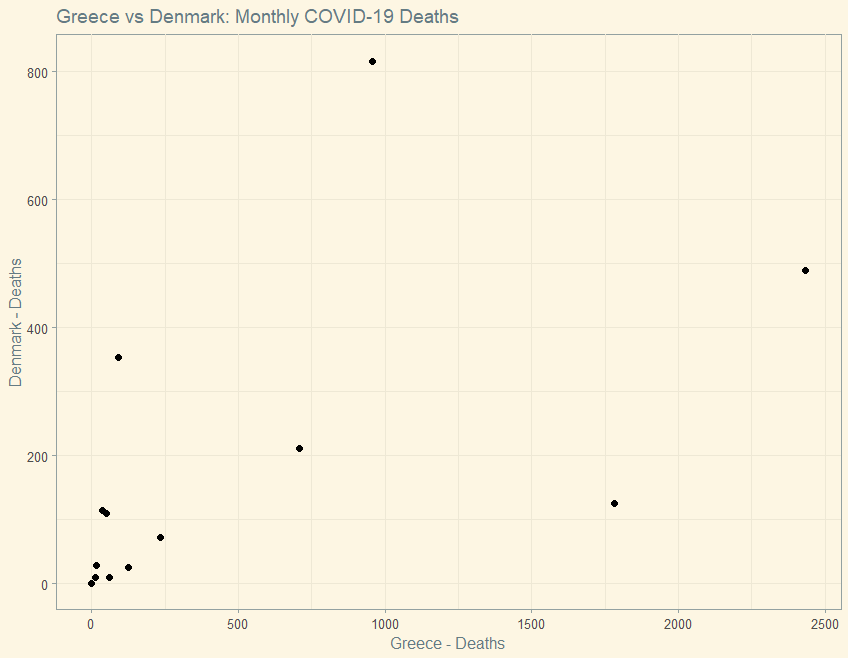 Greece vs Denmark: Monthly COVID-19 Deaths
800
600
400
200
0
Denmark - Deaths
0 500 1000 1500 2000 2500
Greece - Deaths